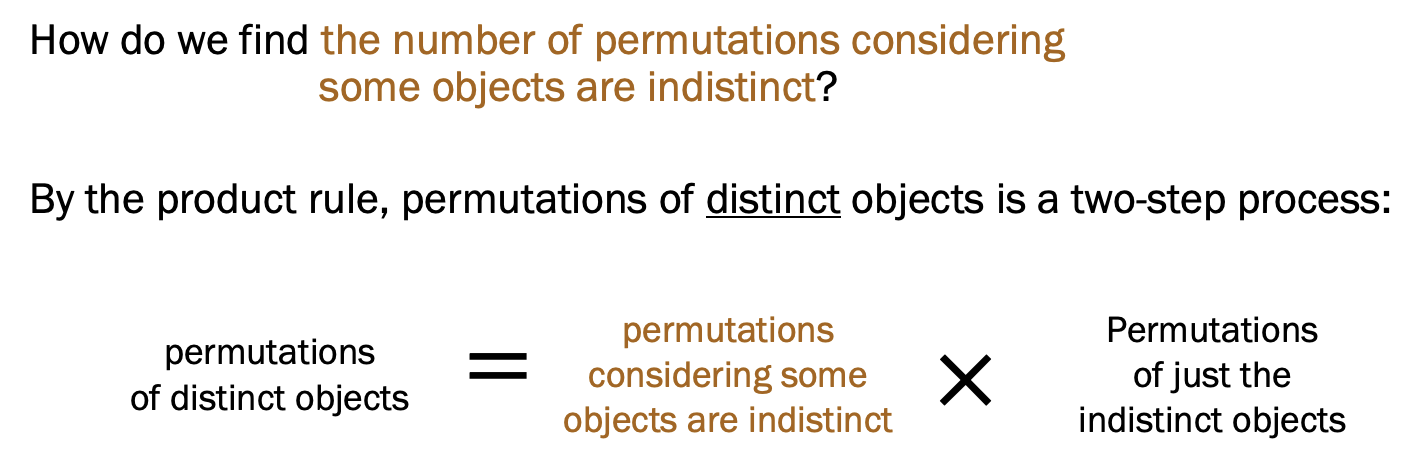 How do we find the number of permutations considering
some objects are indistinct?
By the product rule, permutations of distinct objects is a two-step process:
permutations
of distinct objects
=
permutations
considering some
objects are indistinct
×
Permutations
of just the
indistinct objects